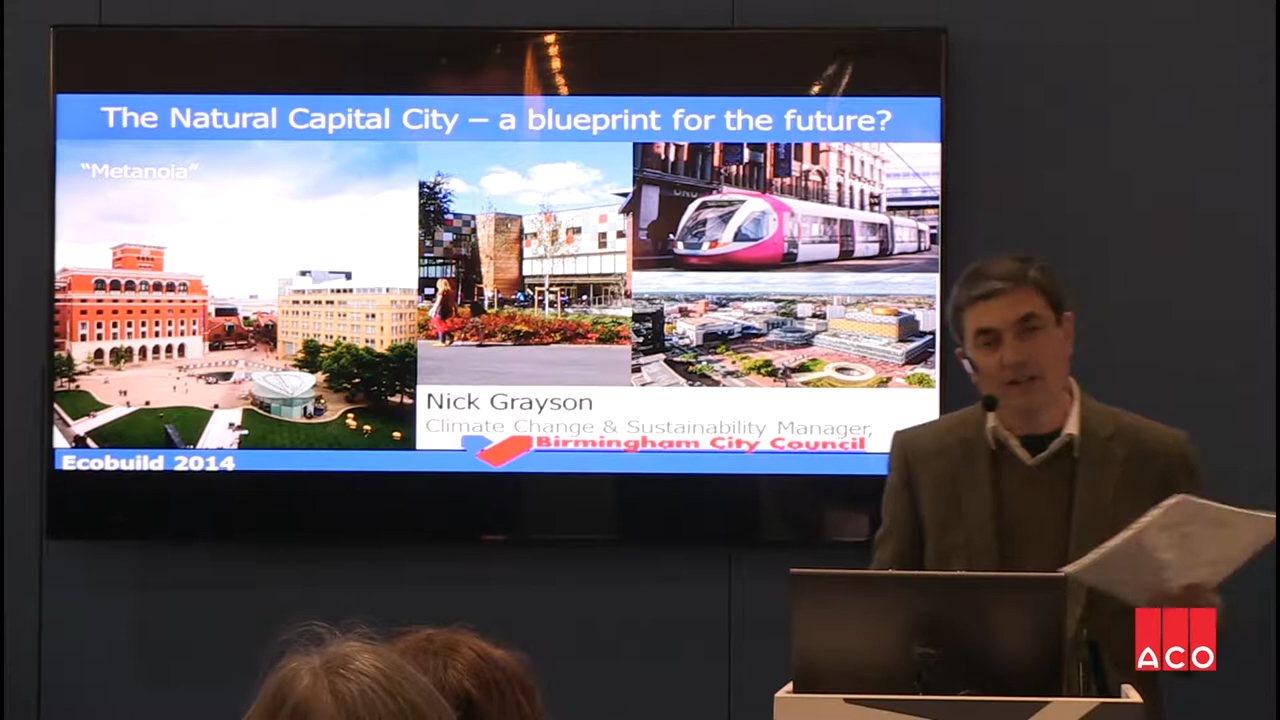 The Natural Capital City – a blueprint for the future?
“Metanoia”
Nick Grayson
Climate Change & Sustainability Manager,
Birmingham City Council
Ecobuild 2014
ACO